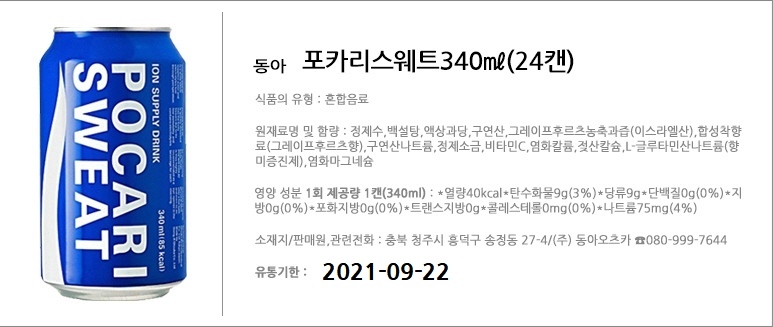 POCARI
SWEAT
ION SUPPLY DRINK
340ml(85 kcal)
동아 포카리스웨트340㎖(24캔)
식품의 유형 : 혼합음료
원재료명 및 함량 : 정제수,백설탕,액상과당,구연산,그레이프후르츠농축과즙(이스라엘산),합성착향
료(그레이프후르츠향),구연산나트륨,정제소금,비타민C,염화칼륨,젖산칼슘,L-글루타민산나트륨(향
미증진제),염화마그네슘
영양 성분 1회 제공량 1캔(340ml) : *열량40kcal*탄수화물9g(3%)*당류9g*단백질0g(0%)*지
방0g(0%)*포화지방0g(0%)*트랜스지방0g*콜레스테롤0mg(0%)*나트륨75mg(4%)
소재지/판매원,관련전화 : 충북 청주시 흥덕구 송정동 27-4/(주) 동아오츠카 ☎080-999-7644
유통기한 : 2021-09-22